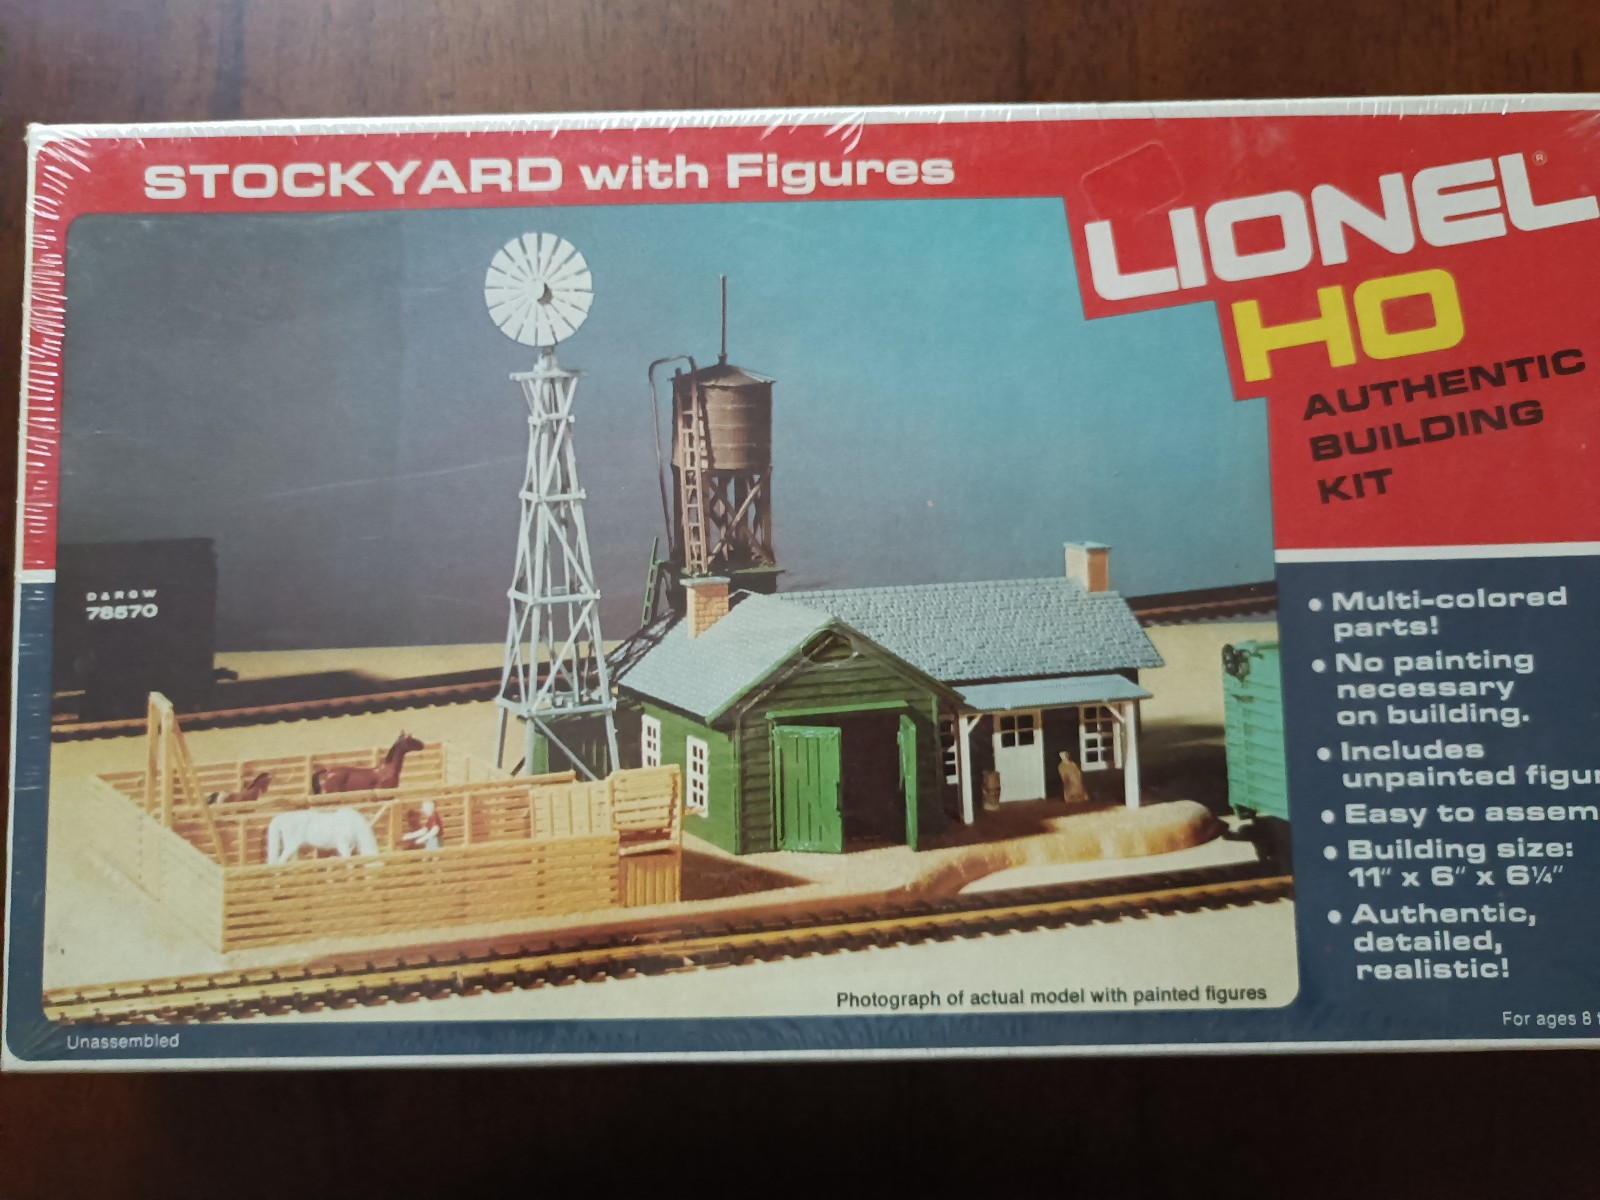 STOCKYARD with Figures
LIONEL®
HO
AUTHENTIC
BUILDING
KIT
D&RGW
78570
• Multi-colored
parts!
• No painting
necessary
on building.
• Includes
unpainted figur
• Easy to assem
• Building size:
11" x 6" x 6¼"
• Authentic,
detailed,
realistic!
Photograph of actual model with painted figures
For ages 8 t
Unassembled